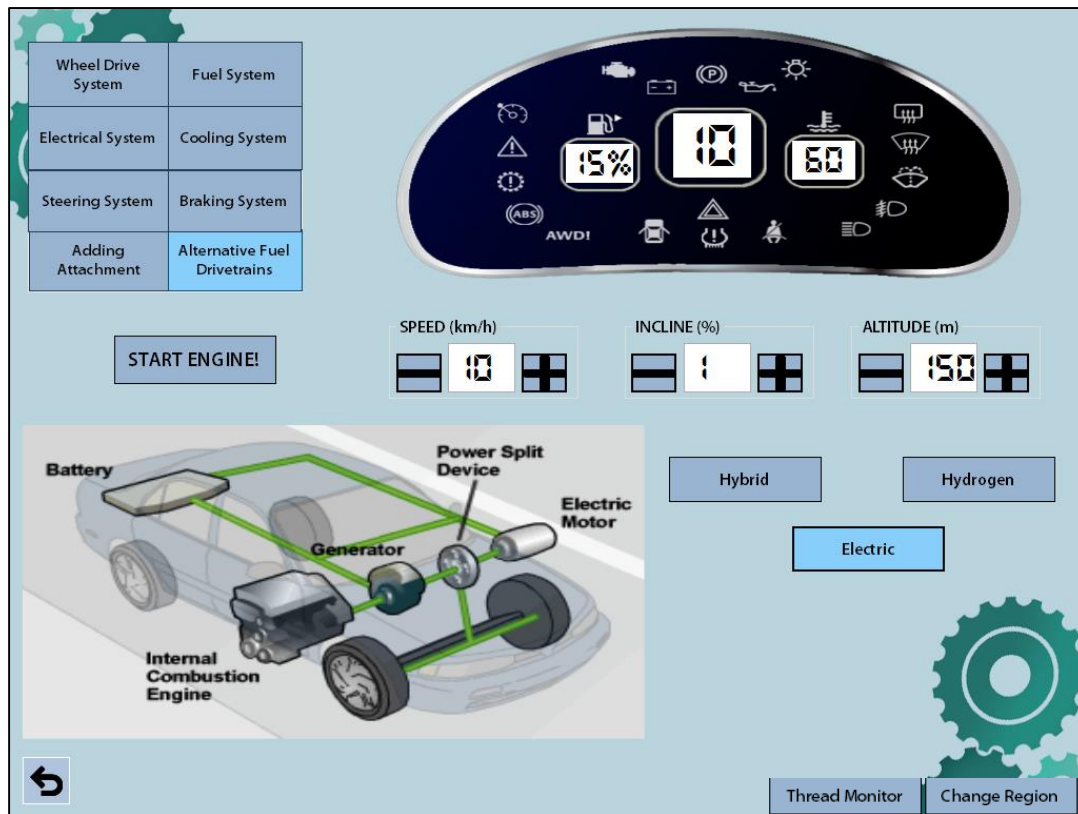 Wheel Drive
System
Fuel System
Electrical System
Cooling System
Steering System
Braking System
Adding
Attachment
Alternative Fuel
Drivetrains
(P)
15%
10
60
(ABS)
AWD!
START ENGINE!
SPEED (km/h)
10
INCLINE (%)
1
ALTITUDE (m)
150
Battery
Power Split
Device
Electric
Motor
Generator
Internal
Combustion
Engine
Hybrid
Hydrogen
Electric
Thread Monitor
Change Region